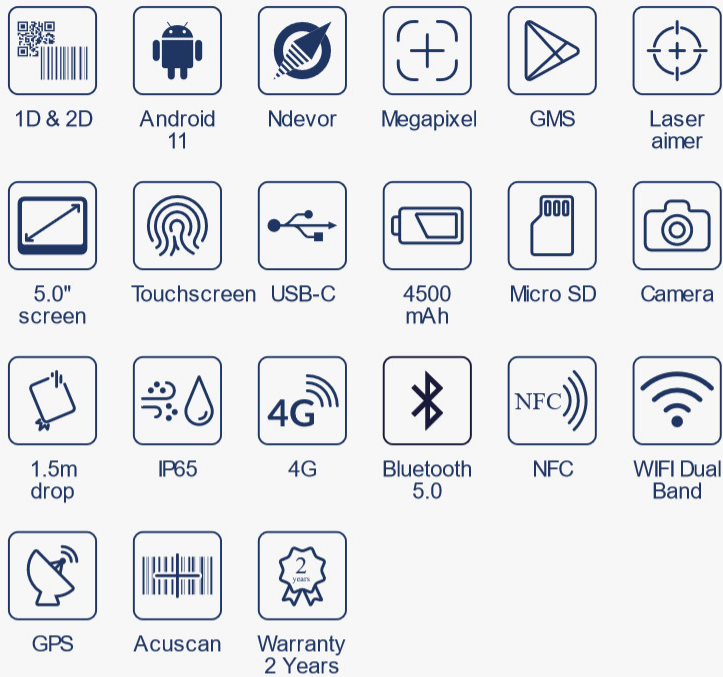 1D & 2D
Android
11
Ndevor
Megapixel
GMS
Laser
aimer
5.0"
screen
Touchscreen
USB-C
4500
mAh
Micro SD
Camera
4G
NFC
1.5m
drop
IP65
4G
Bluetooth
5.0
NFC
WIFI Dual
Band
2
years
GPS
Acuscan
Warranty
2 Years